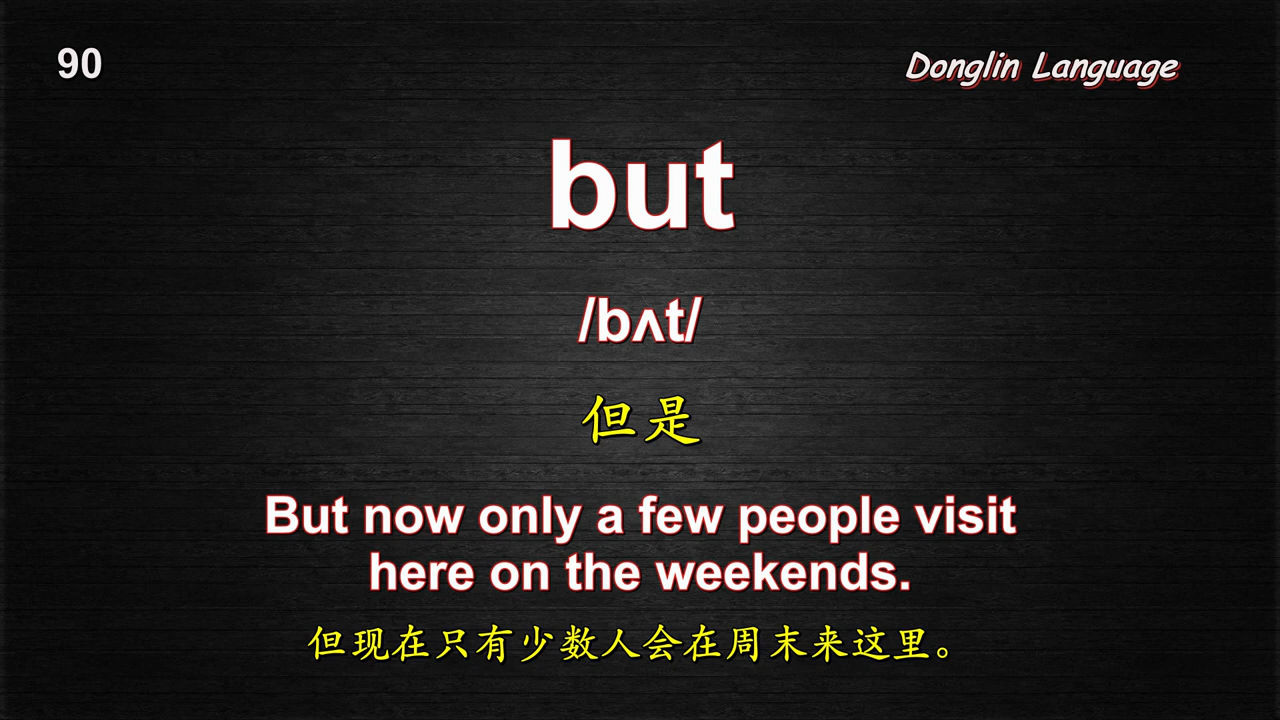 90
Donglin Language
but
/bʌt/
但是
But now only a few people visit
here on the weekends.
但现在只有少数人会在周末来这里。